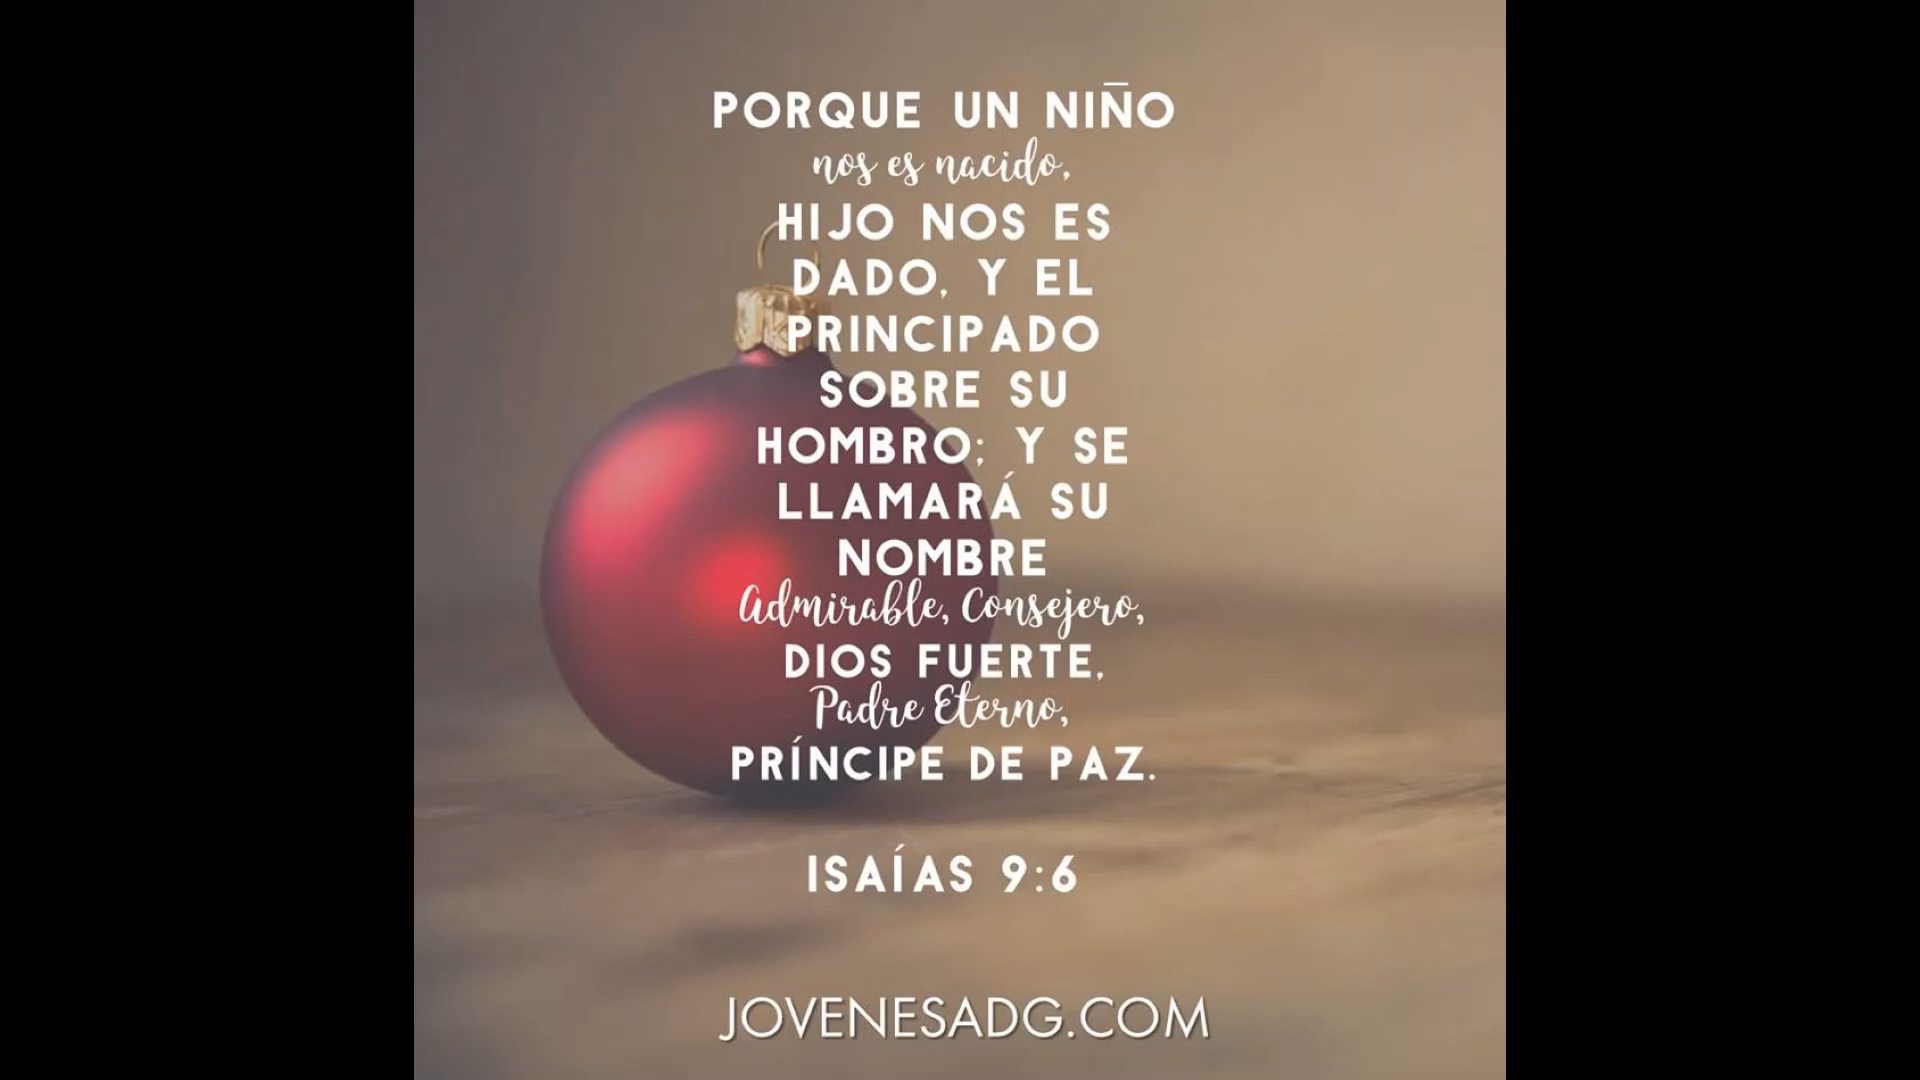 PORQUE UN NIÑO
nos es nacido,
HIJO NOS ES
DADO, Y EL
PRINCIPADO
SOBRE SU
HOMBRO; Y SE
LLAMARÁ SU
NOMBRE
Admirable, Consejero,
DIOS FUERTE,
Padre Eterno,
PRÍNCIPE DE PAZ.
ISAÍAS 9:6
JOVENESADG.COM